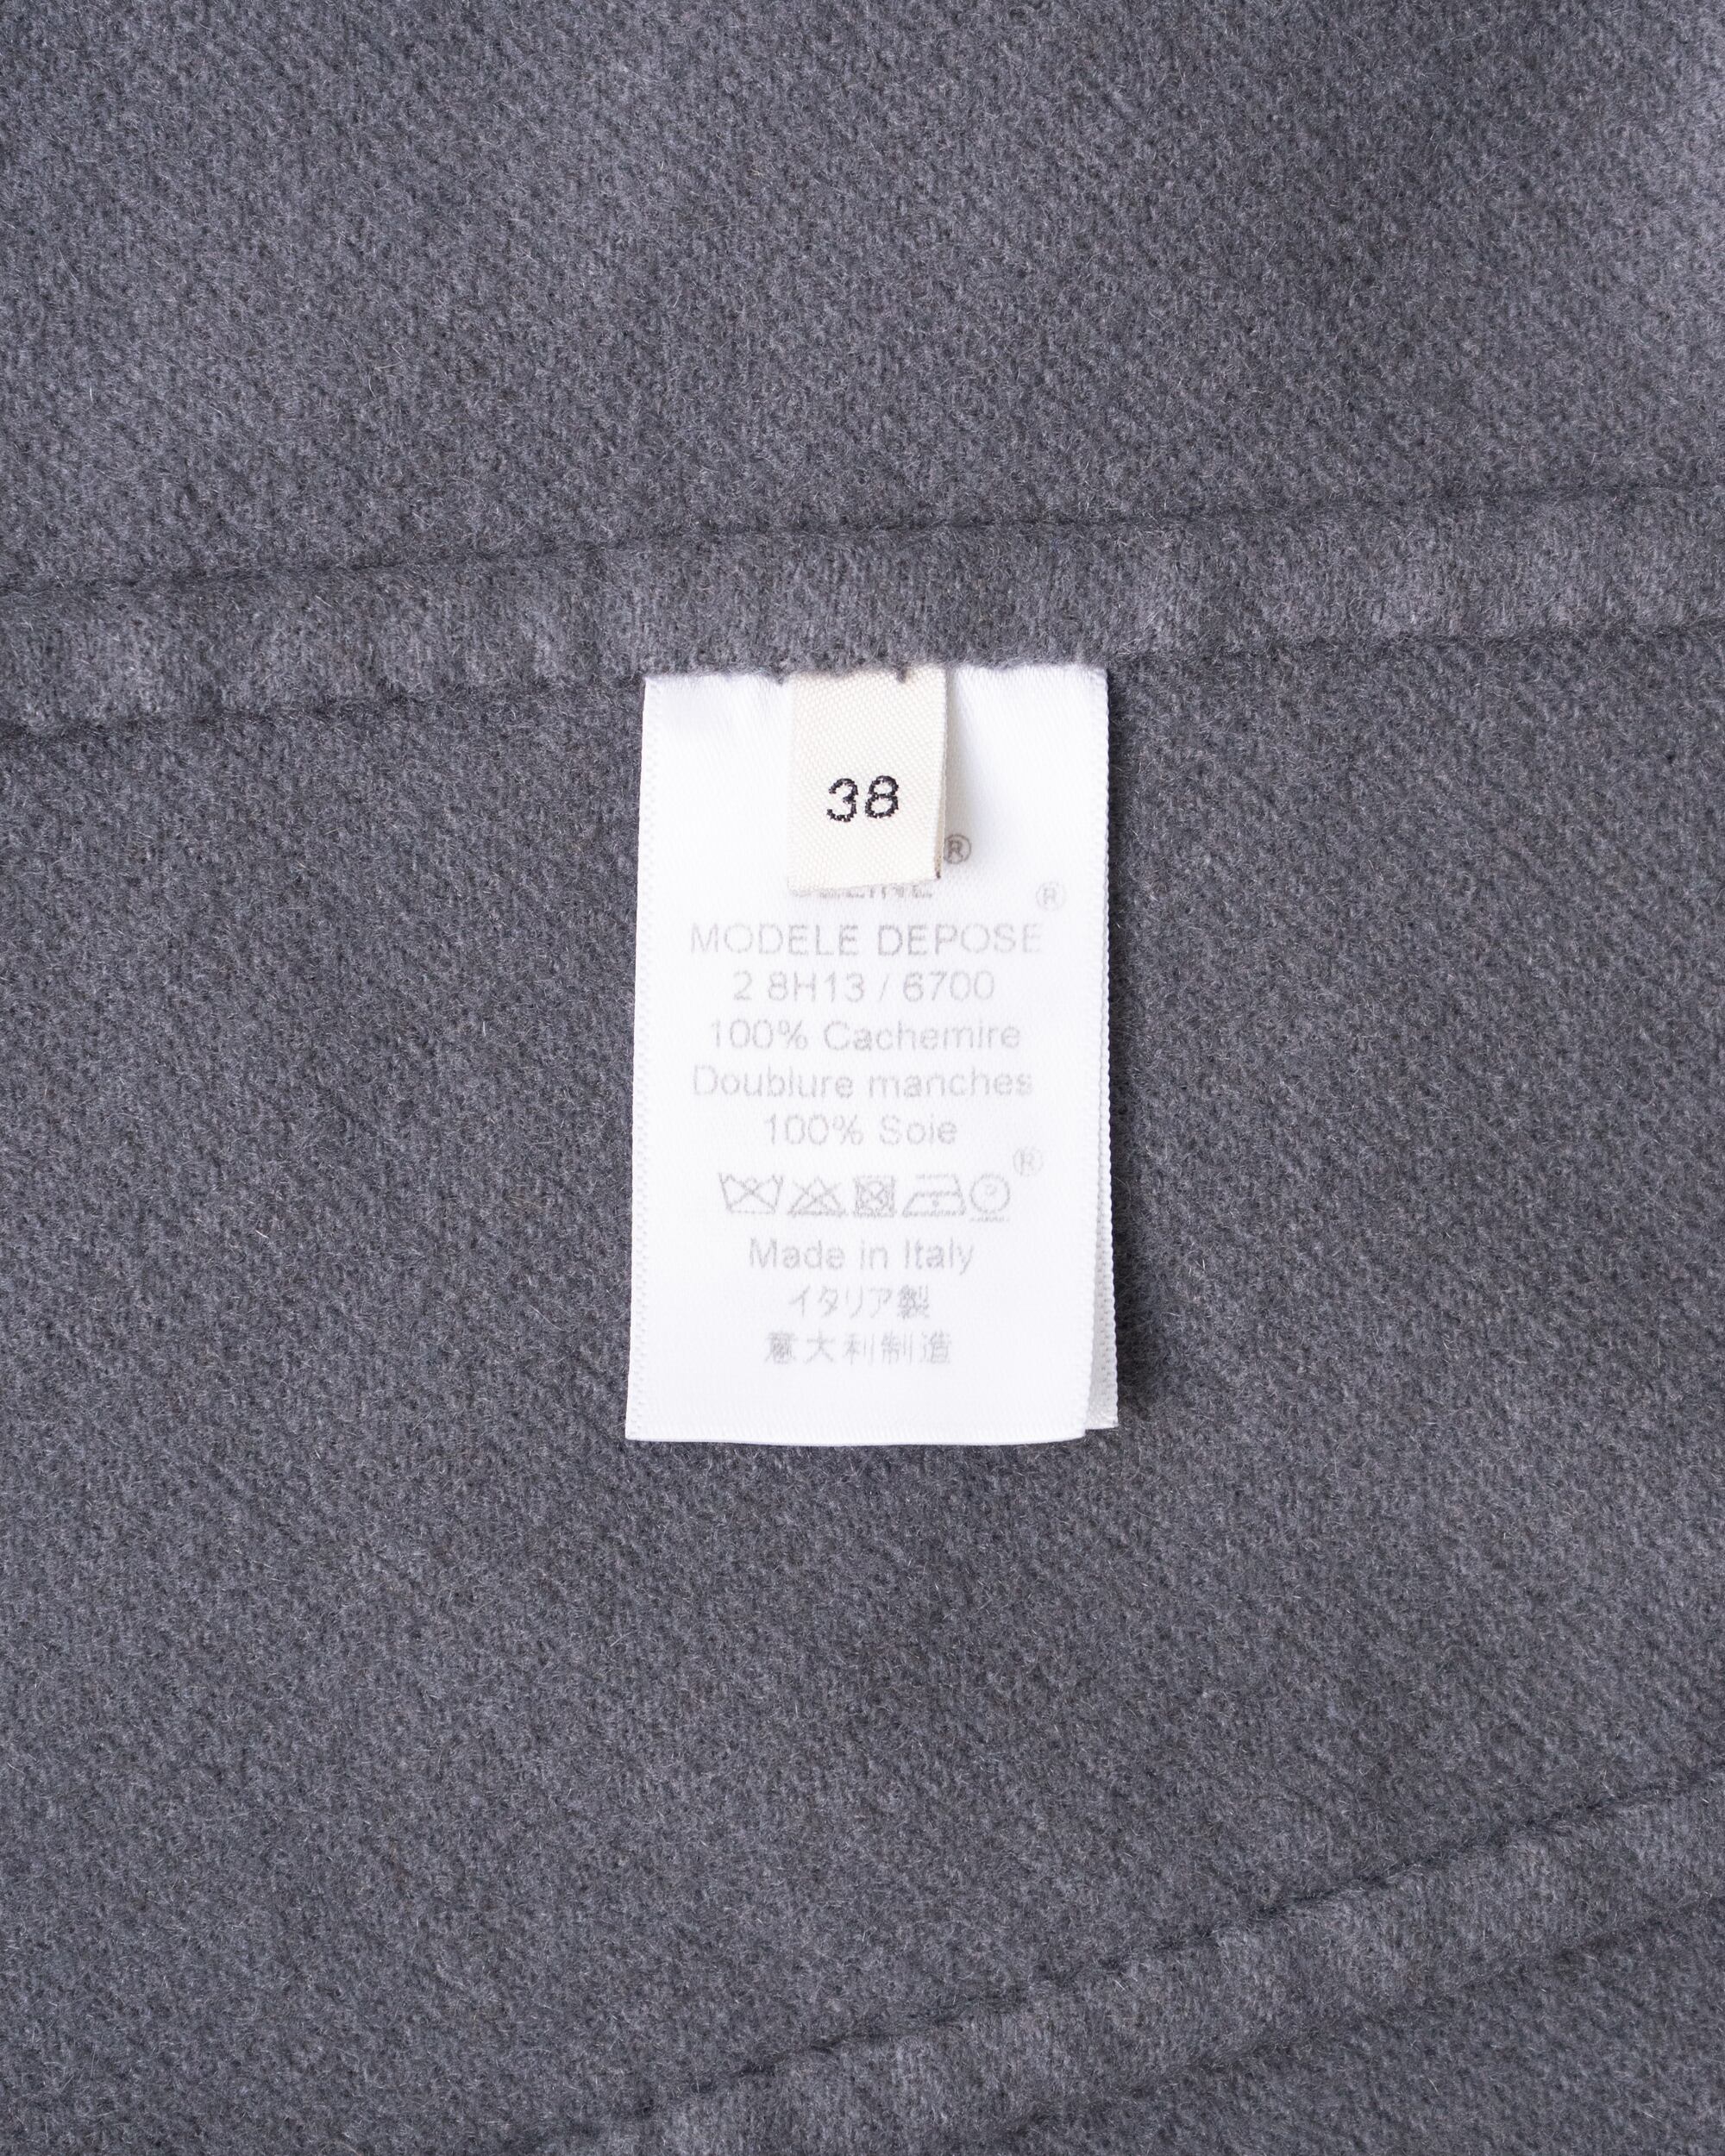 38
®
®
MODELE DEPOSE
2 8H13 / 6700
100% Cachemire
Doublure manches
100% Soie
®
Made in Italy
イタリア製
意大利制造